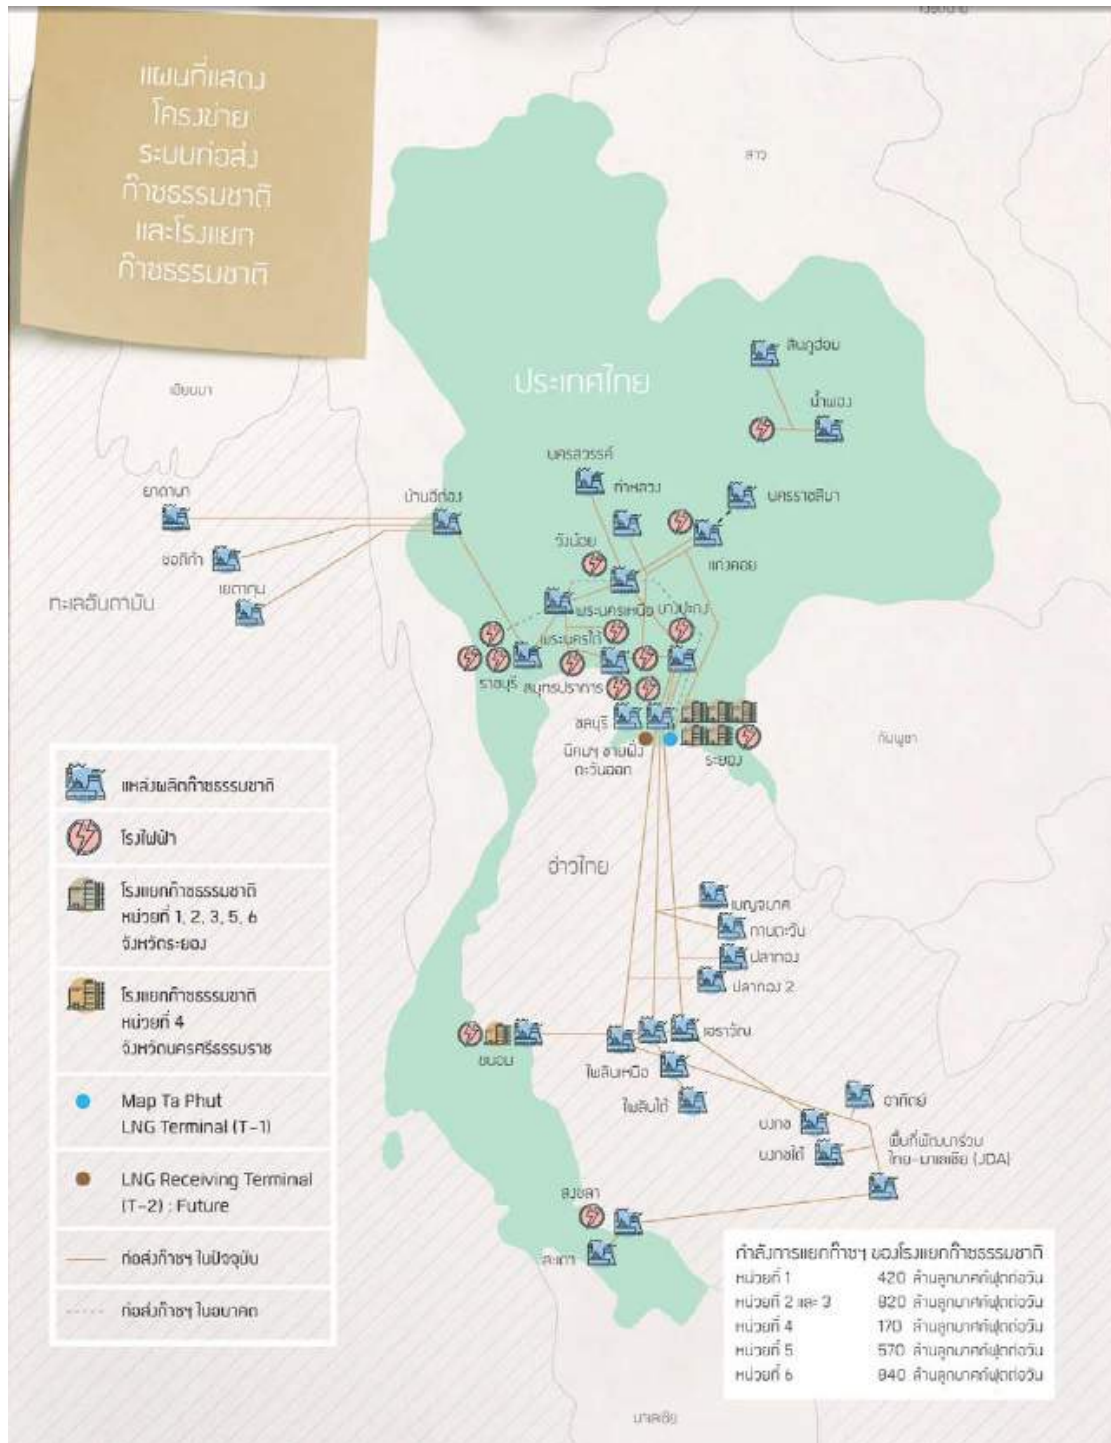 แผนที่แสดง
โครงข่าย
ระบบท่อส่ง
ก๊าซธรรมชาติ
และโรงแยก
ก๊าซธรรมชาติ
ลาว
เมียนมา
ประเทศไทย
สินภูฮ่อม
น้ำพอง
นครสวรรค์
ท่าหลวง
นครราชสีมา
ยาดานา
บ้านอีต่อง
วังน้อย
แก่งคอย
ซอติก้า
เยตากุน
ทะเลอันดามัน
พระนครเหนือ
บางปะกง
พระนครใต้
ราชบุรี
สมุทรปราการ
ชลบุรี
นิคมฯ ชายฝั่ง
ตะวันออก
ระยอง
กัมพูชา
แหล่งผลิตก๊าซธรรมชาติ
โรงไฟฟ้า
โรงแยกก๊าซธรรมชาติ
หน่วยที่ 1, 2, 3, 5, 6
จังหวัดระยอง
โรงแยกก๊าซธรรมชาติ
หน่วยที่ 4
จังหวัดนครศรีธรรมราช
Map Ta Phut
LNG Terminal (T-1)
LNG Receiving Terminal
(T-2) : Future
ท่อส่งก๊าซฯ ในปัจจุบัน
ท่อส่งก๊าซฯ ในอนาคต
อ่าวไทย
เบญจมาศ
ทานตะวัน
ปลาทอง
ปลาทอง 2
เอราวัณ
ขนอม
ไพลินเหนือ
ไพลินใต้
อาทิตย์
บงกช
บงกชใต้
พื้นที่พัฒนาร่วม
ไทย-มาเลเซีย (JDA)
สงขลา
สะเดา
กำลังการแยกก๊าซฯ ของโรงแยกก๊าซธรรมชาติ
หน่วยที่ 1 420 ล้านลูกบาศก์ฟุตต่อวัน
หน่วยที่ 2 และ 3 820 ล้านลูกบาศก์ฟุตต่อวัน
หน่วยที่ 4 170 ล้านลูกบาศก์ฟุตต่อวัน
หน่วยที่ 5 570 ล้านลูกบาศก์ฟุตต่อวัน
หน่วยที่ 6 840 ล้านลูกบาศก์ฟุตต่อวัน
มาเลเซีย